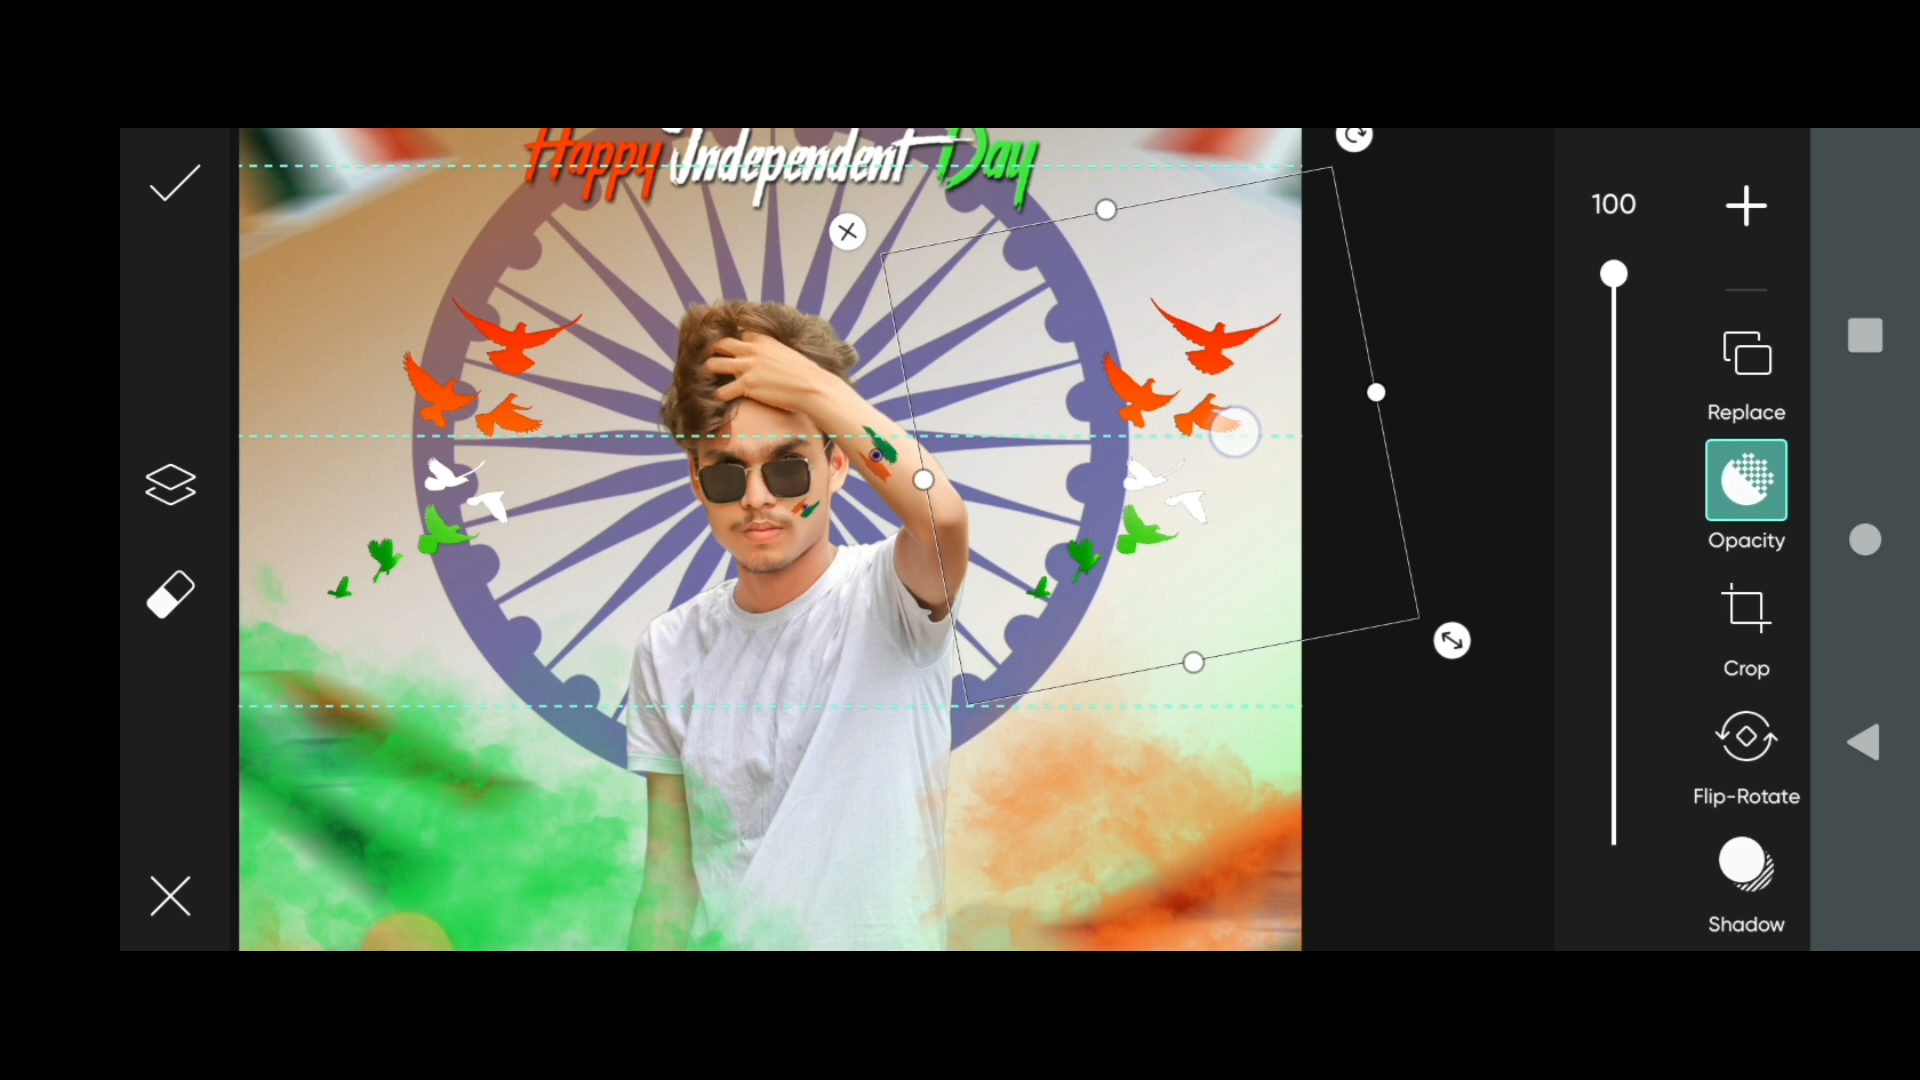 Happy Independent Day
100
Replace
Opacity
Crop
Flip-Rotate
Shadow